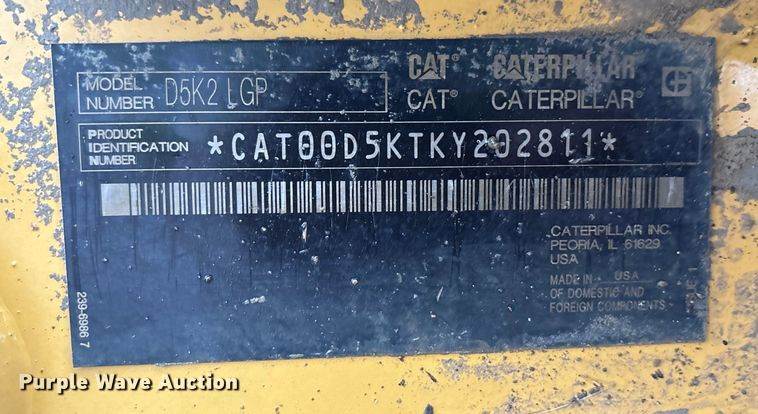 MODEL NUMBER D5K2 LGP
CAT® CATERPILLAR
CAT® CATERPILLAR®
PRODUCT IDENTIFICATION NUMBER *CAT00D5KTKY202811*
CATERPILLAR INC.
PEORIA, IL 61629
USA
MADE IN USA
OF DOMESTIC AND
FOREIGN COMPONENTS
239-6986 7
Purple Wave Auction